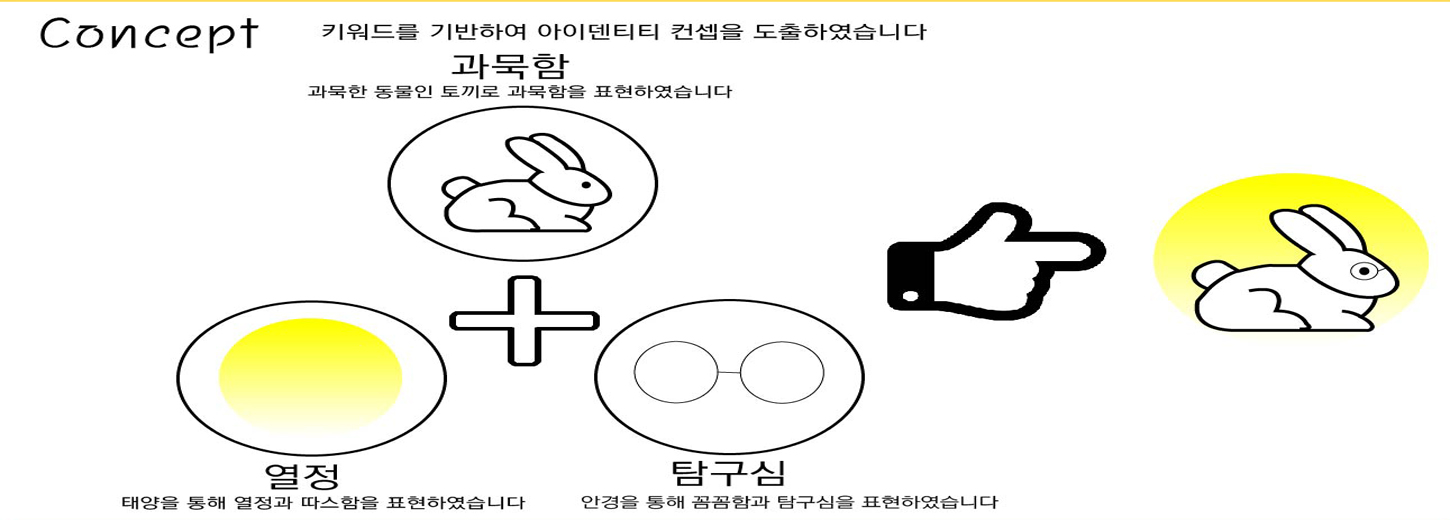 Concept
키워드를 기반하여 아이덴티티 컨셉을 도출하였습니다
과묵함
과묵한 동물인 토끼로 과묵함을 표현하였습니다
열정
태양을 통해 열정과 따스함을 표현하였습니다
탐구심
안경을 통해 꼼꼼함과 탐구심을 표현하였습니다